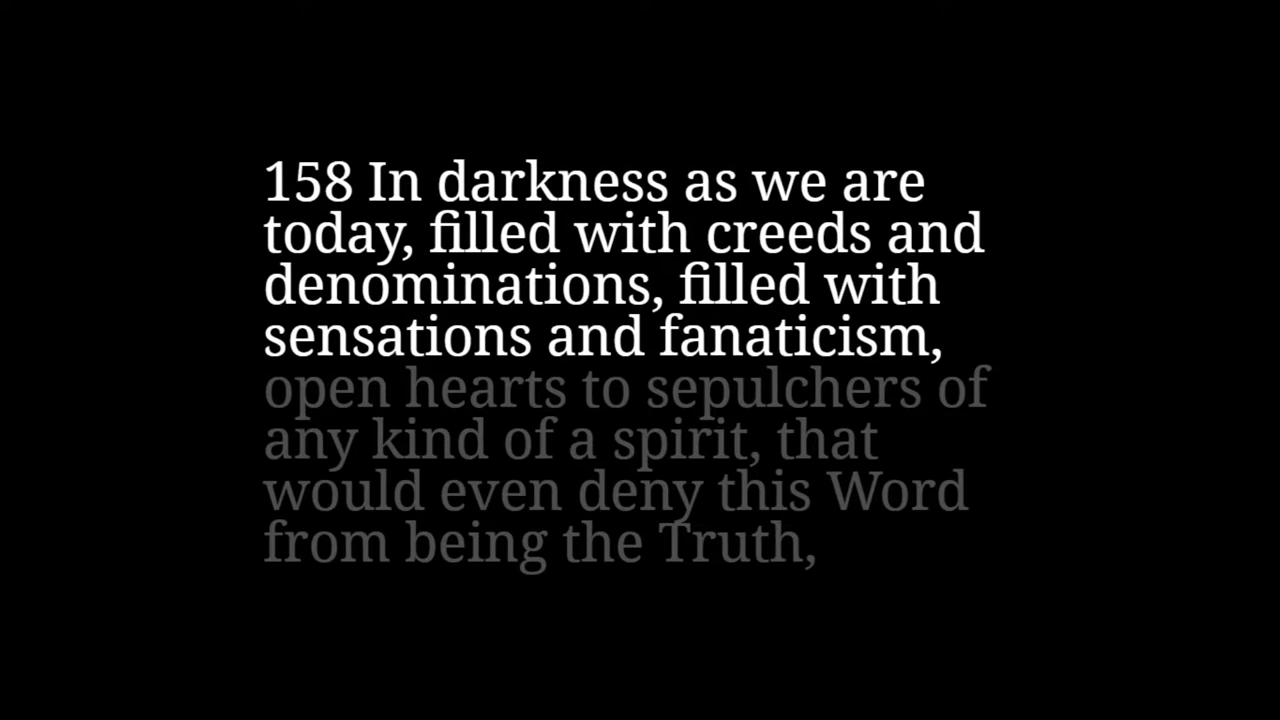 158 In darkness as we are
today, filled with creeds and
denominations, filled with
sensations and fanaticism,
open hearts to sepulchers of
any kind of a spirit, that
would even deny this Word
from being the Truth,